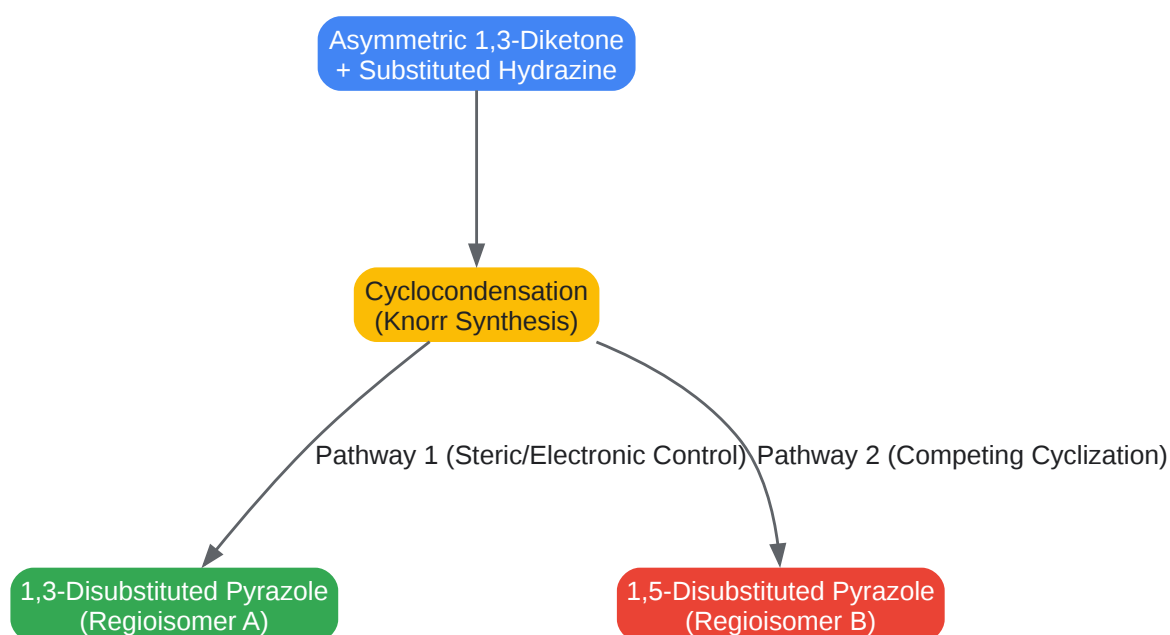 Asymmetric 1,3-Diketone
+ Substituted Hydrazine
Cyclocondensation
(Knorr Synthesis)
Pathway 1 (Steric/Electronic Control)
Pathway 2 (Competing Cyclization)
1,3-Disubstituted Pyrazole
(Regioisomer A)
1,5-Disubstituted Pyrazole
(Regioisomer B)